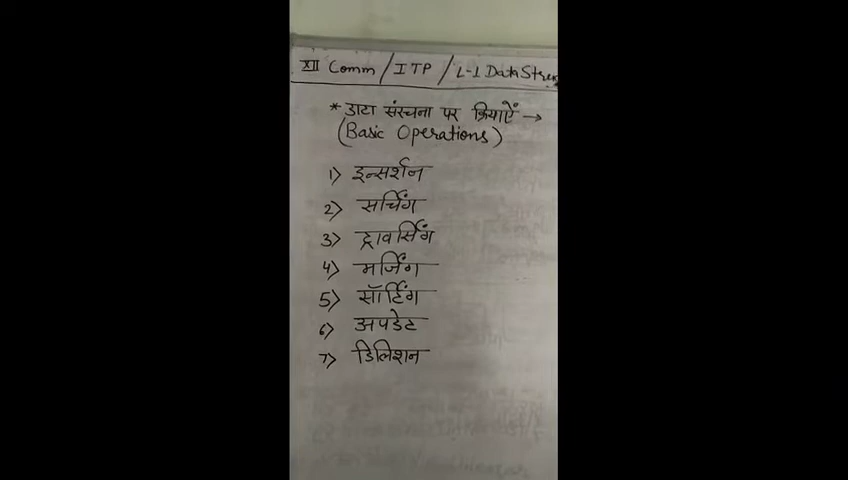 XII Comm / ITP / L-1 Data Stru
* डाटा संरचना पर क्रियाऐं →
(Basic Operations)
1) इन्सर्शन
2) सर्चिंग
3) ट्रावर्सिंग
4) मर्जिंग
5) सॉर्टिंग
6) अपडेट
7) डिलिशन